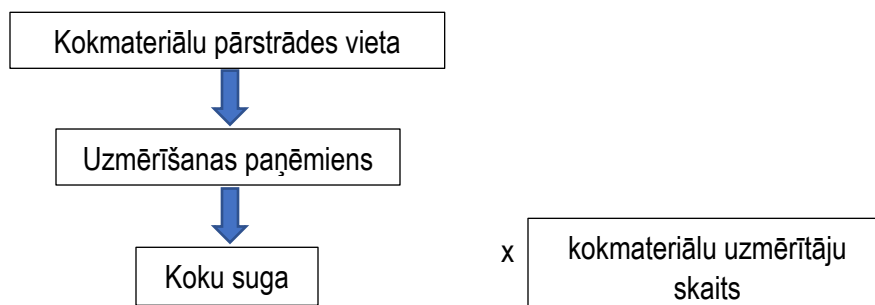 Kokmateriālu pārstrādes vieta
Uzmērīšanas paņēmiens
Koku suga
x
kokmateriālu uzmērītāju
skaits